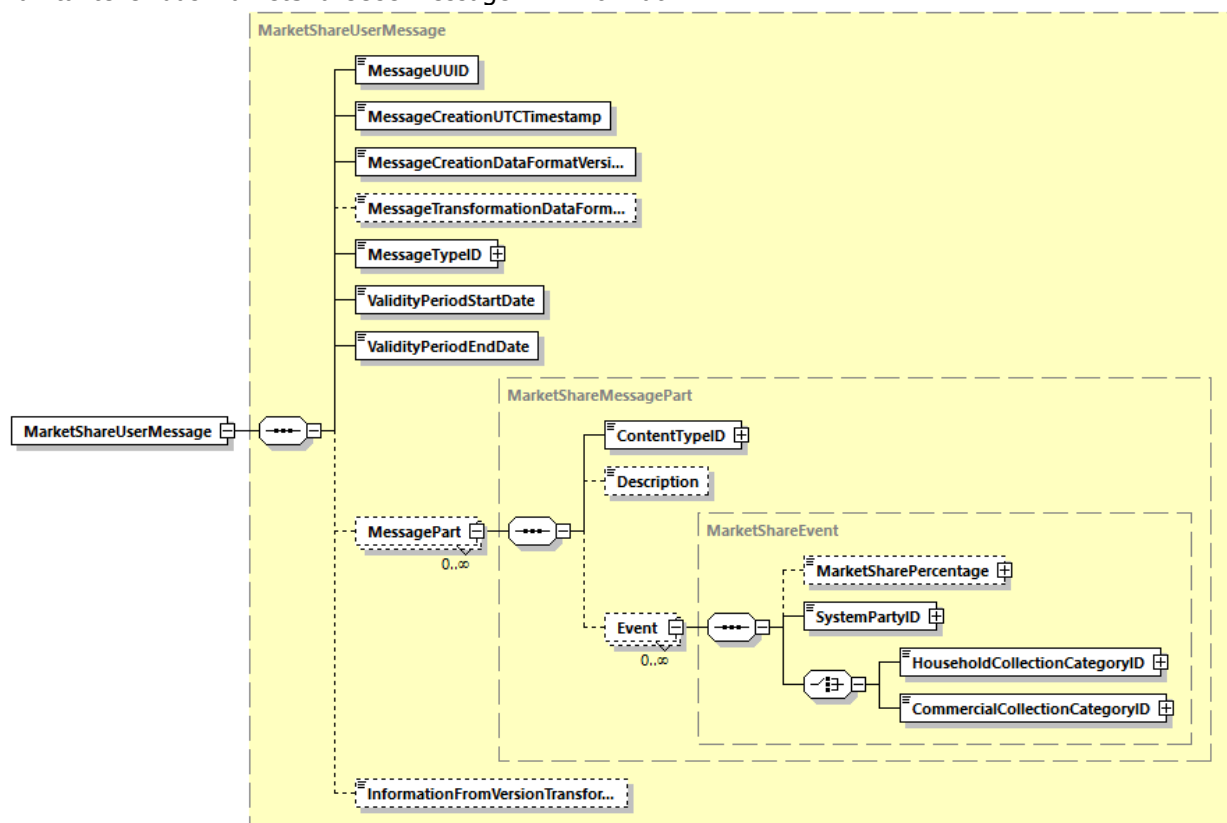 MarketShareUserMessage
MessageUUID
MessageCreationUTCTimestamp
MessageCreationDataFormatVersi...
MessageTransformationDataForm...
MessageTypeID
ValidityPeriodStartDate
ValidityPeriodEndDate
MarketShareMessagePart
MarketShareUserMessage
ContentTypeID
Description
MessagePart
0..∞
MarketShareEvent
MarketSharePercentage
SystemPartyID
Event
0..∞
HouseholdCollectionCategoryID
CommercialCollectionCategoryID
InformationFromVersionTransfor...